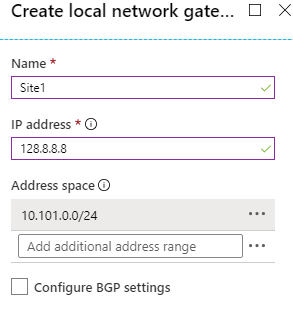 Create local network gate...
Name *
Site1
IP address *
128.8.8.8
Address space
10.101.0.0/24
Add additional address range
Configure BGP settings